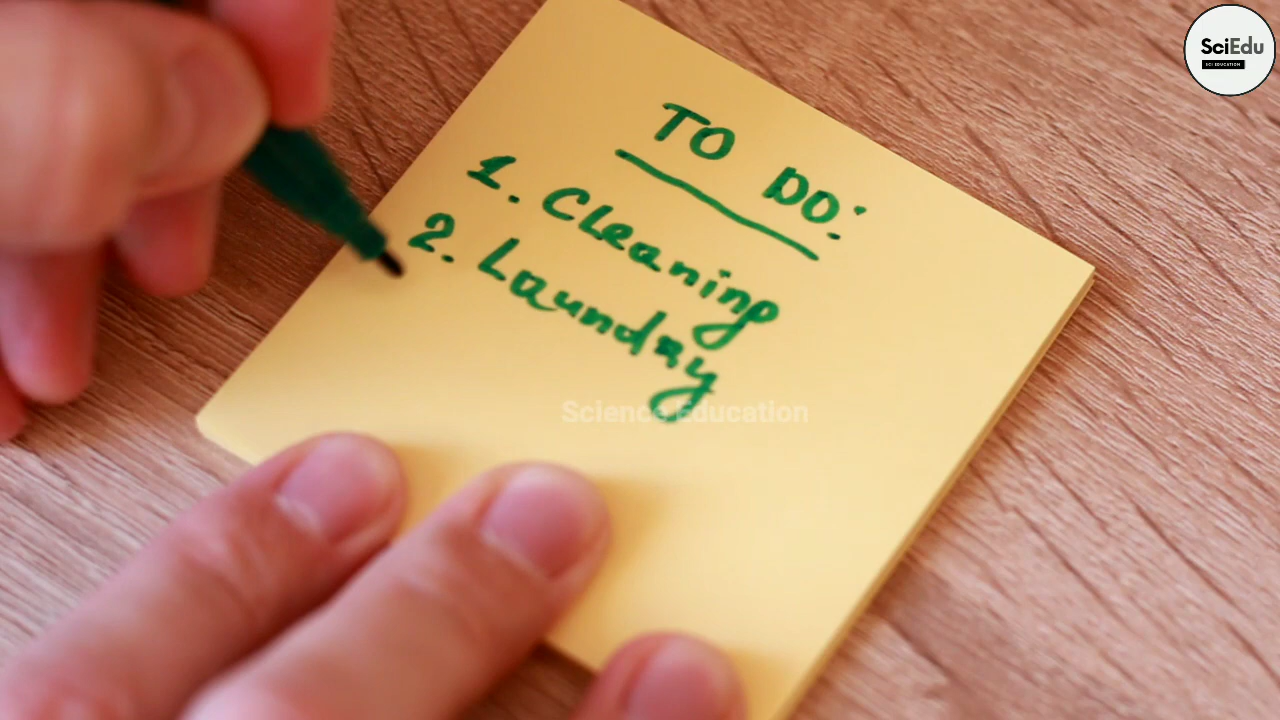 SciEdu
SCI EDUCATION
TO DO:
1. Cleaning
2. Laundry
Science Education